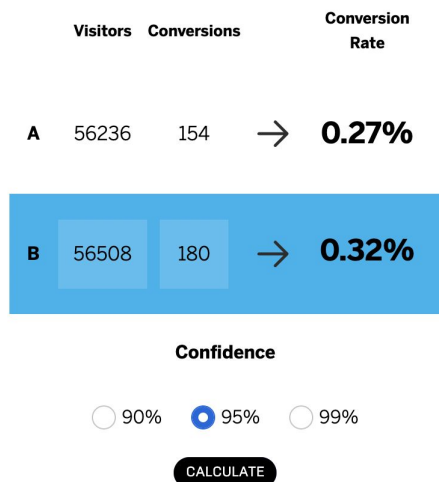 Visitors Conversions Conversion Rate
A 56236 154 → 0.27%
B 56508 180 → 0.32%
Confidence
90% 95% 99%
CALCULATE